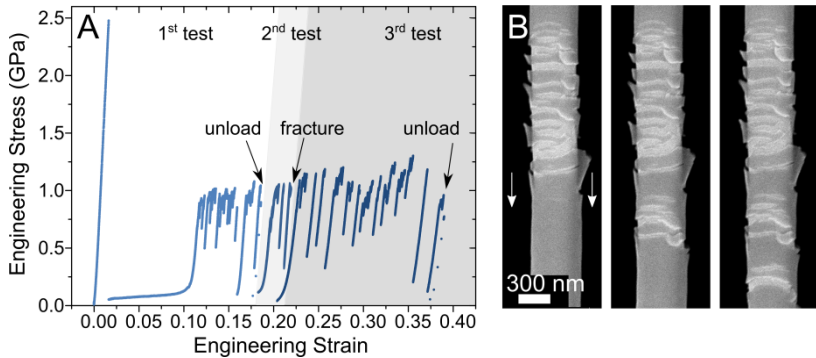 A
1st test
2nd test
3rd test
unload
fracture
unload
Engineering Stress (GPa)
2.5
2.0
1.5
1.0
0.5
0.0
0.00 0.05 0.10 0.15 0.20 0.25 0.30 0.35 0.40
Engineering Strain
B
300 nm